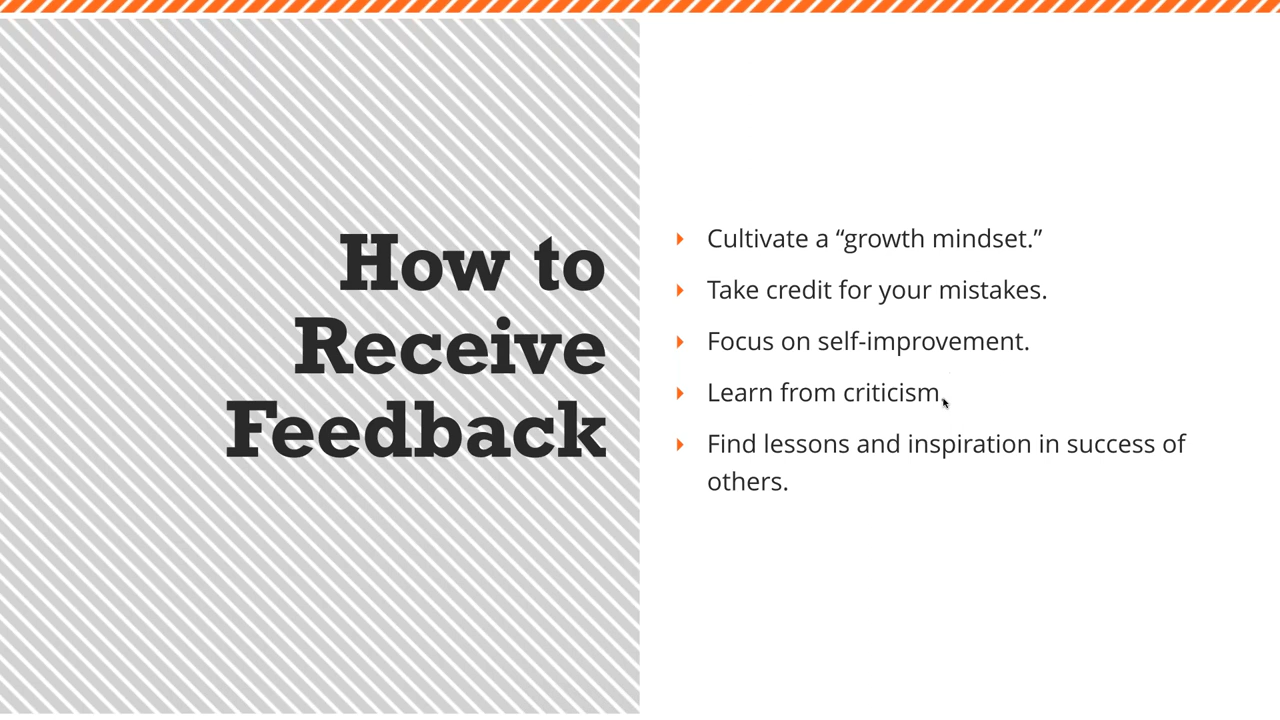 How to
Receive
Feedback
Cultivate a “growth mindset.”
Take credit for your mistakes.
Focus on self-improvement.
Learn from criticism.
Find lessons and inspiration in success of
others.